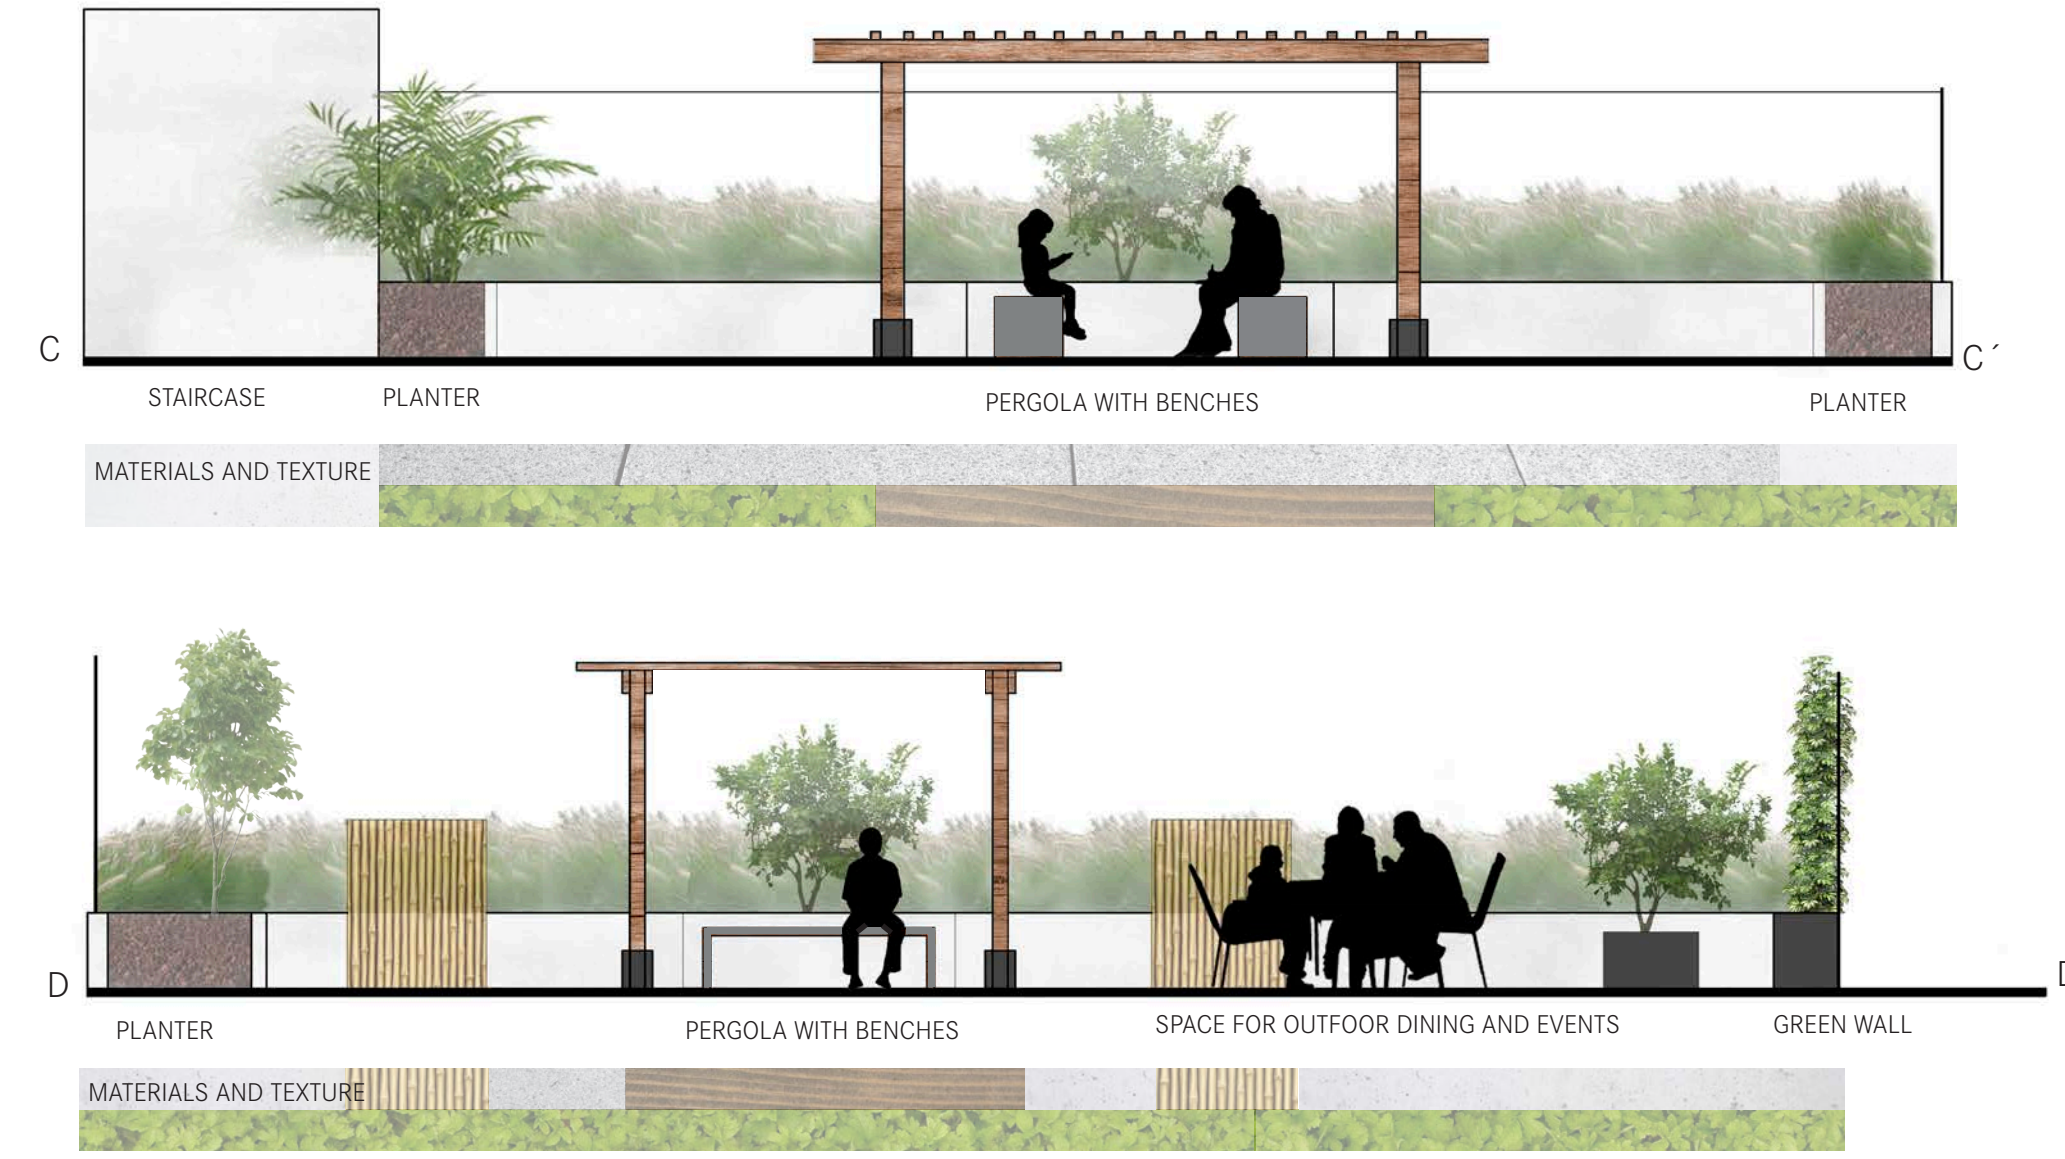 C
C´
STAIRCASE
PLANTER
PERGOLA WITH BENCHES
PLANTER
MATERIALS AND TEXTURE
D
PLANTER
PERGOLA WITH BENCHES
SPACE FOR OUTFOOR DINING AND EVENTS
GREEN WALL
MATERIALS AND TEXTURE